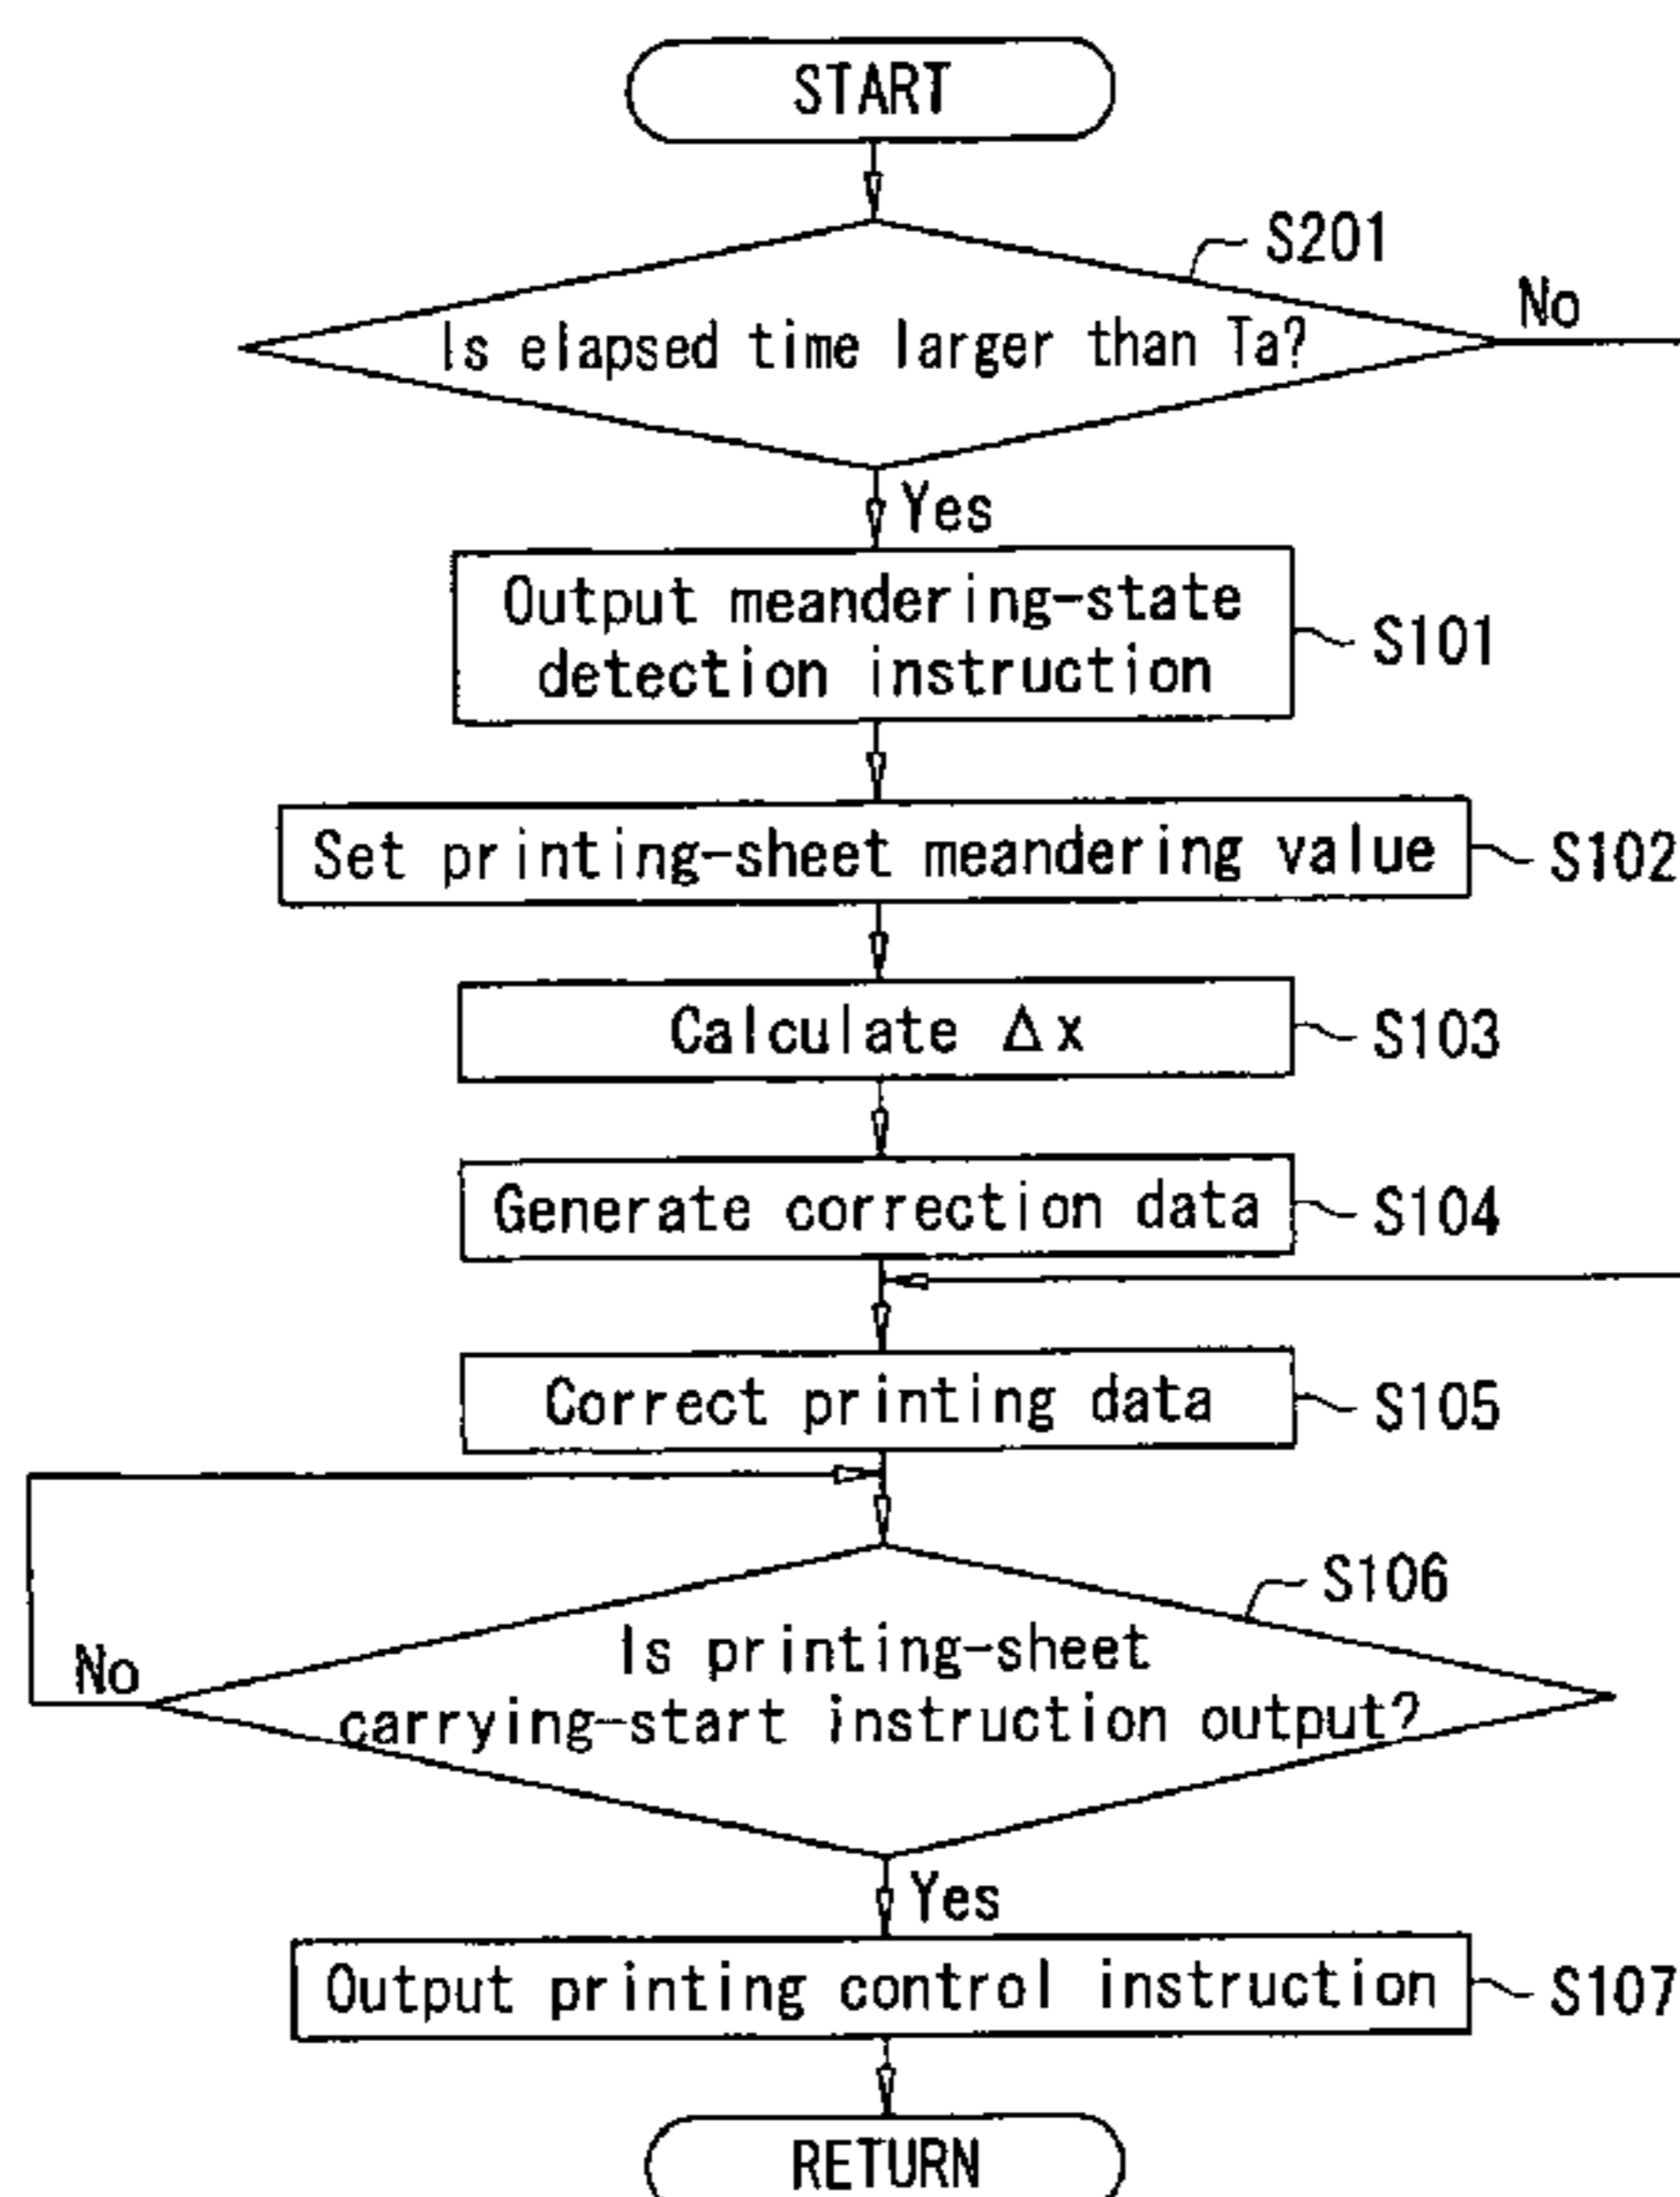 START
S201
No
Is elapsed time larger than Ta?
Yes
Output meandering-state
detection instruction
S101
Set printing-sheet meandering value
S102
Calculate Δx
S103
Generate correction data
S104
Correct printing data
S105
S106
Is printing-sheet
No
carrying-start instruction output?
Yes
Output printing control instruction
S107
RETURN